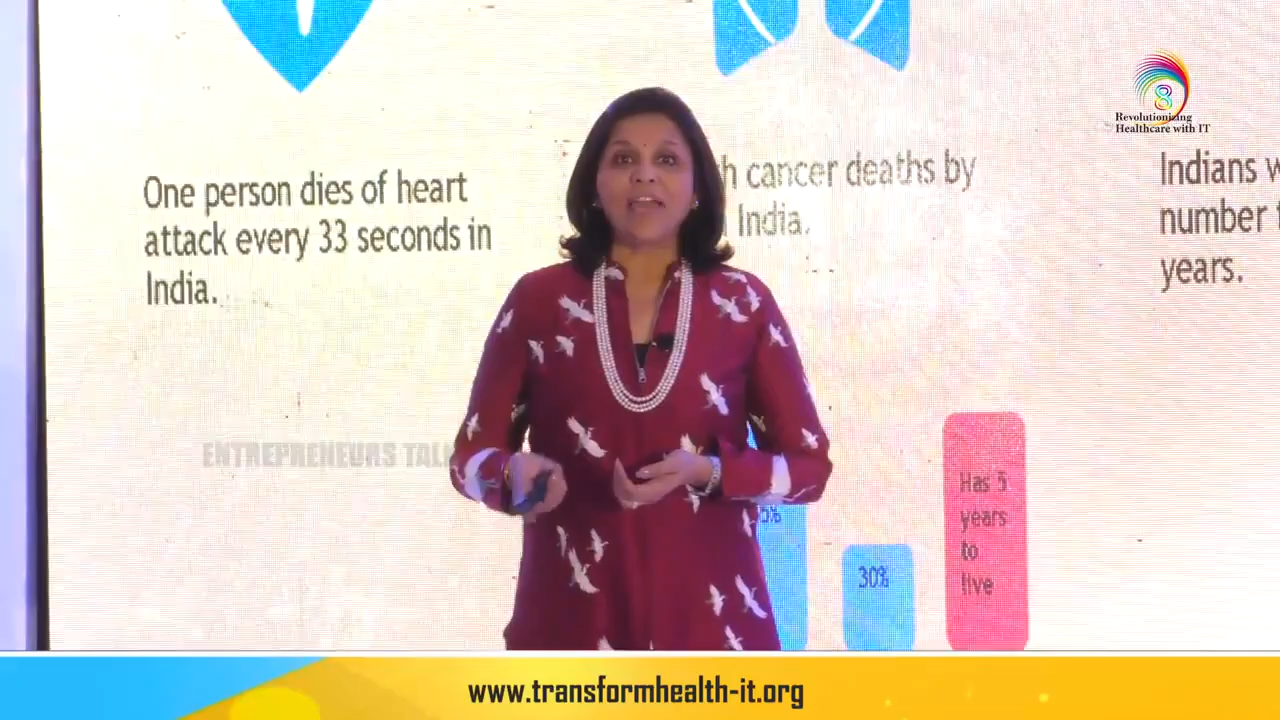 8
Revolutionizing
Healthcare with IT
One person dies of heart
attack every 33 seconds in
India.
cancer deaths by
India.
Indians
number
years.
ENTREPRENEURS
30%
Has 5
years
to
live
www.transformhealth-it.org